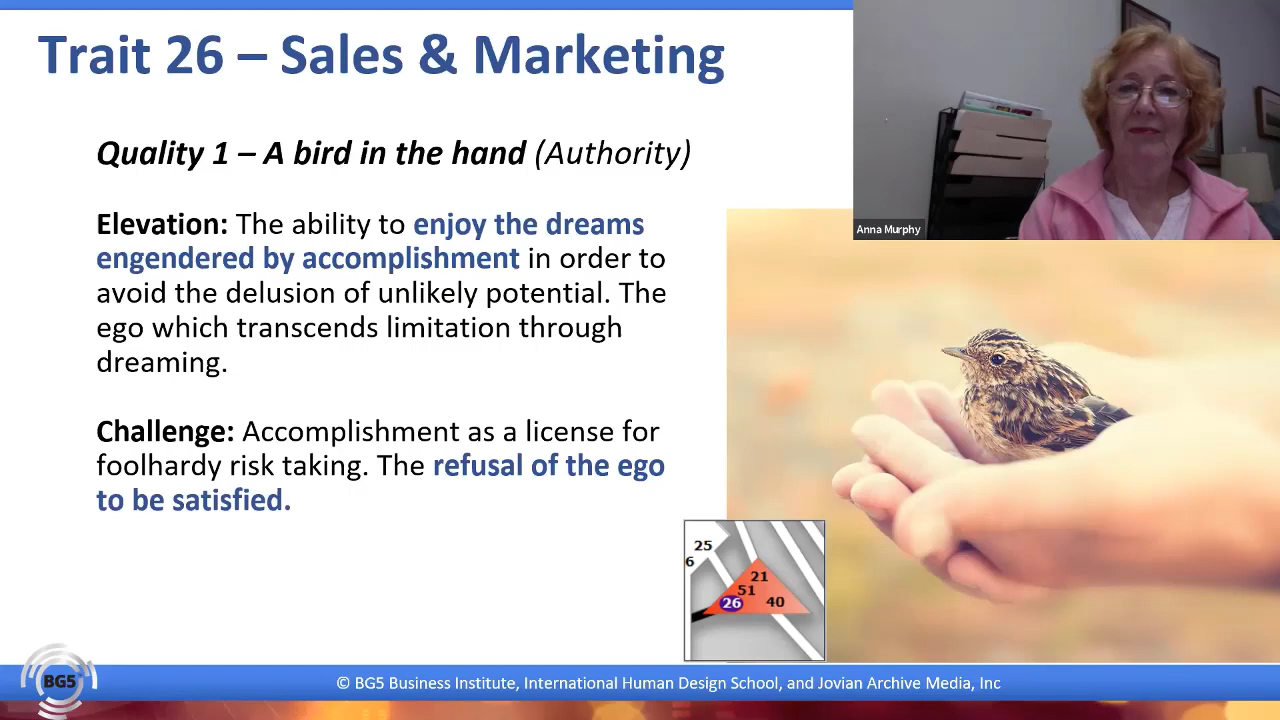 Trait 26 – Sales & Marketing
Quality 1 – A bird in the hand (Authority)
Elevation: The ability to enjoy the dreams
engendered by accomplishment in order to
avoid the delusion of unlikely potential. The
ego which transcends limitation through
dreaming.
Challenge: Accomplishment as a license for
foolhardy risk taking. The refusal of the ego
to be satisfied.
Anna Murphy
25
6
21
51
26
40
BG5
© BG5 Business Institute, International Human Design School, and Jovian Archive Media, Inc